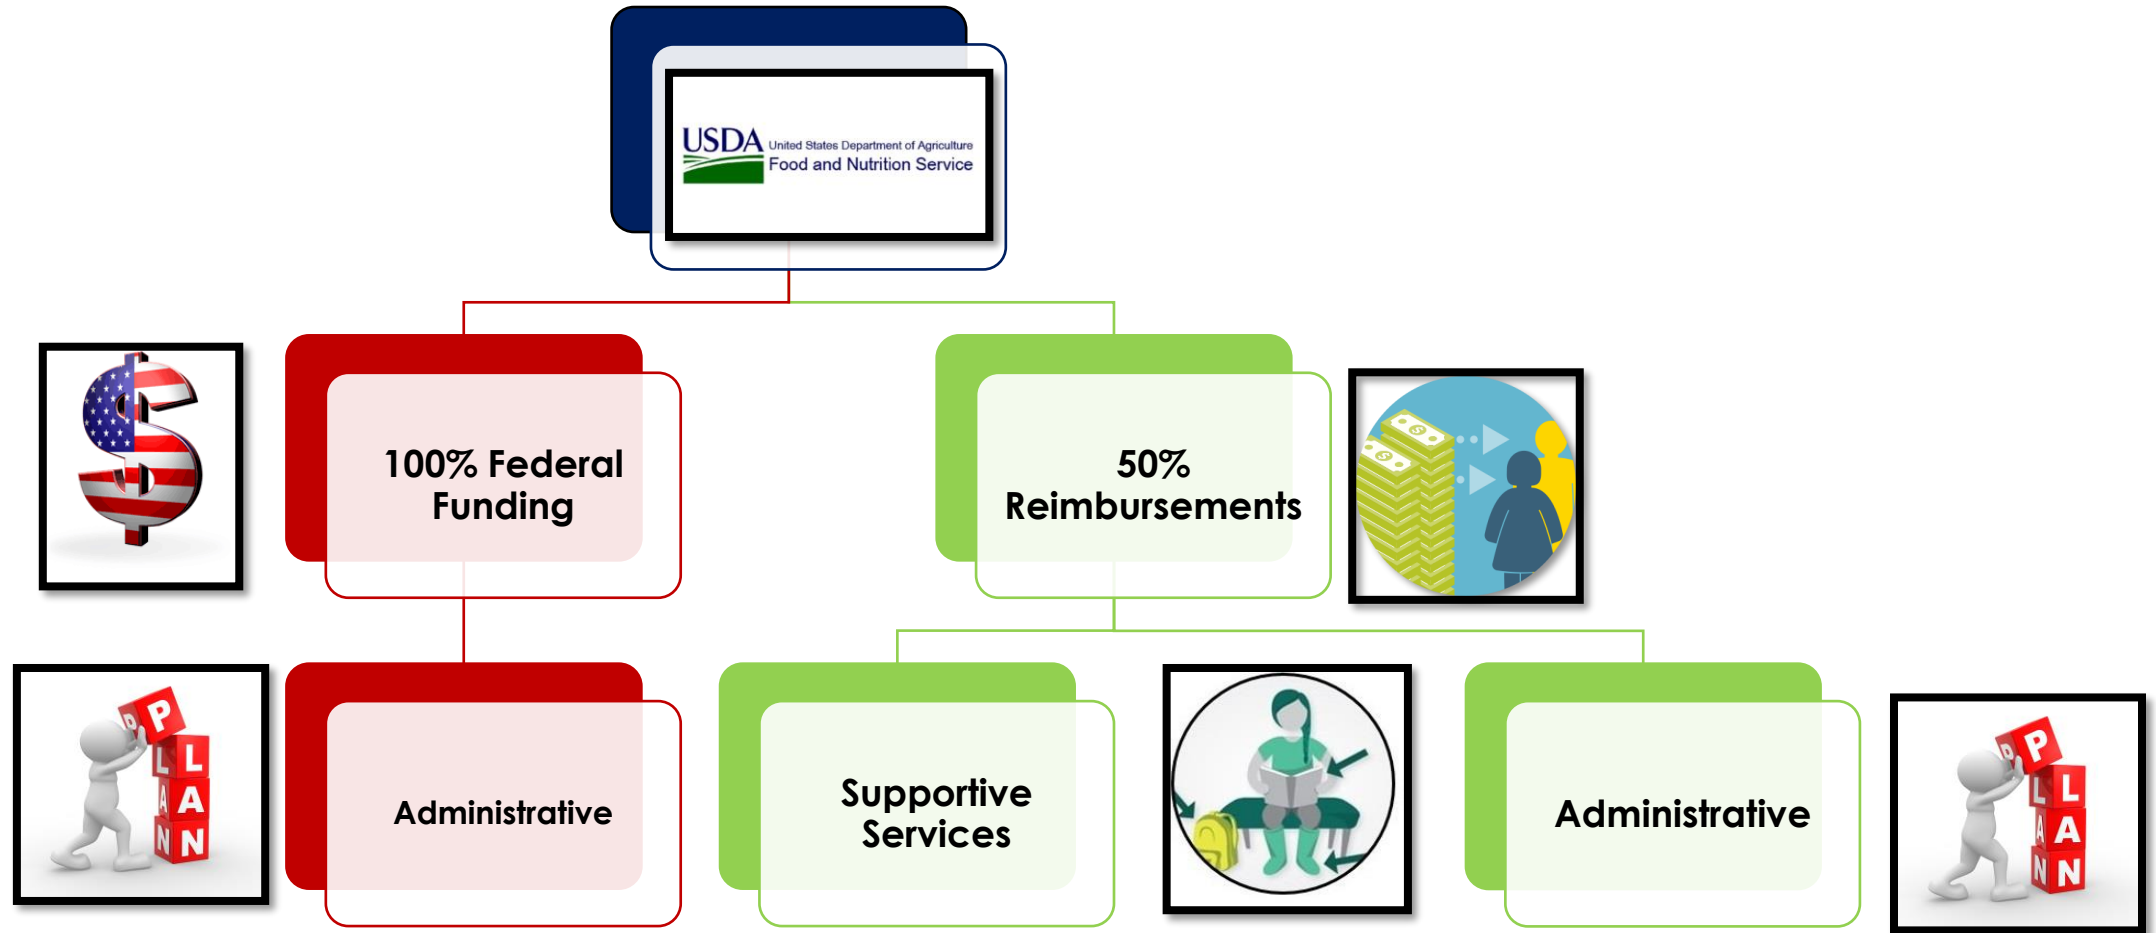 USDA
United States Department of Agriculture
Food and Nutrition Service
100% Federal
Funding
50%
Reimbursements
Administrative
Supportive
Services
Administrative
P
P
L
L
A
A
N
N
P
P
L
L
A
A
N
N